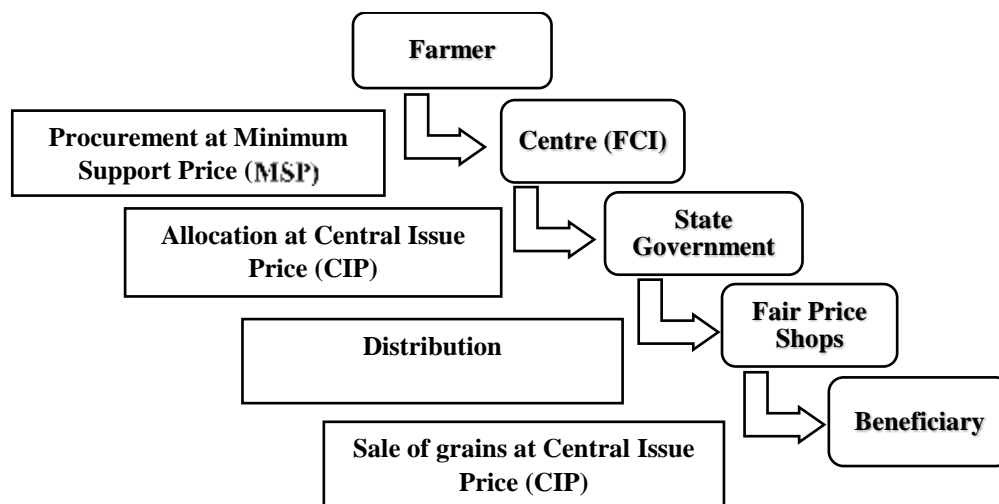 Farmer
Procurement at Minimum
Support Price (MSP)
Centre (FCI)
Allocation at Central Issue
Price (CIP)
State
Government
Distribution
Fair Price
Shops
Sale of grains at Central Issue
Price (CIP)
Beneficiary